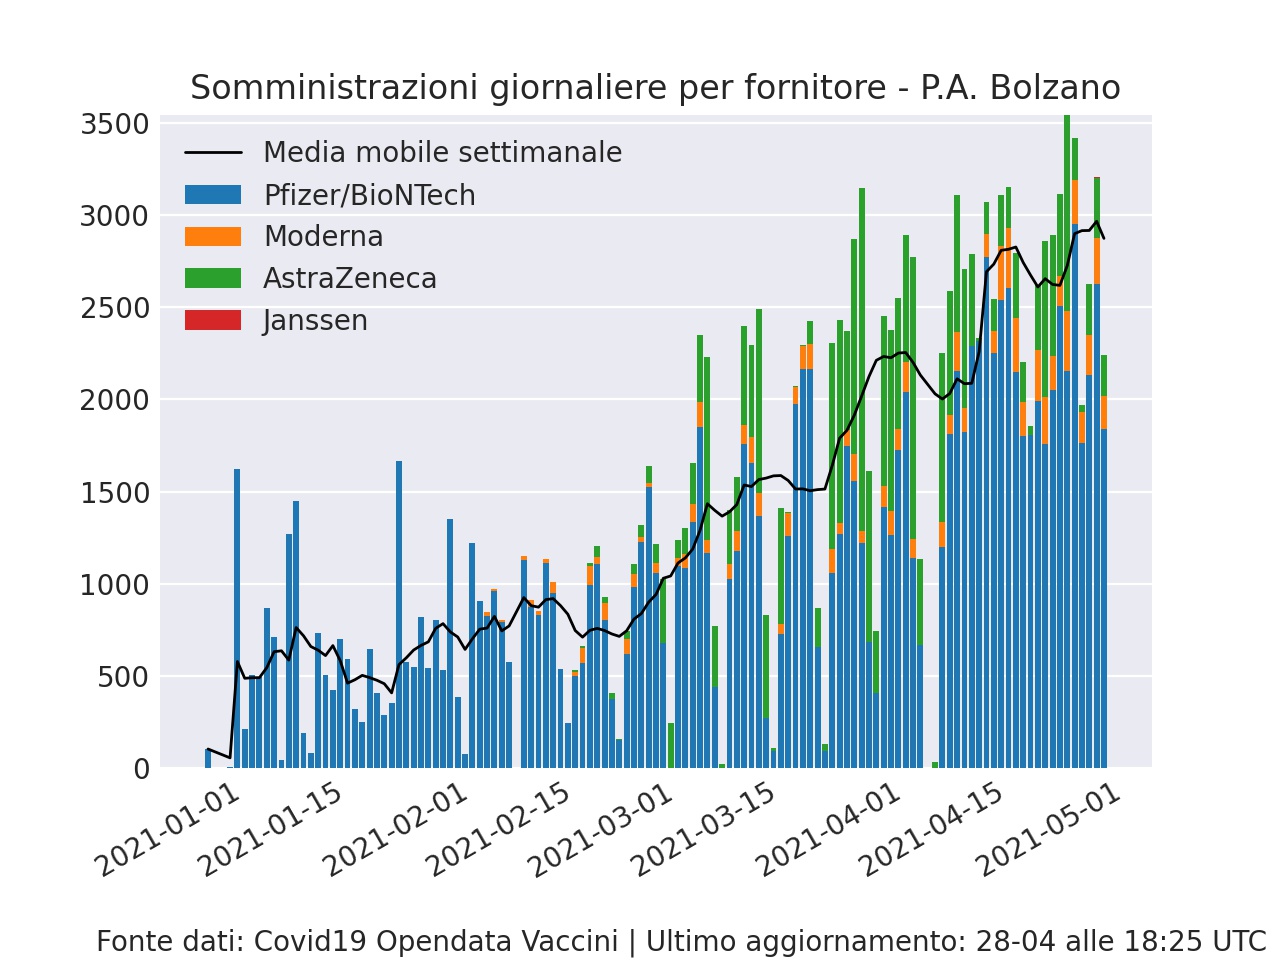 Somministrazioni giornaliere per fornitore - P.A. Bolzano
3500
3000
2500
2000
1500
1000
500
0
Media mobile settimanale
Pfizer/BioNTech
Moderna
AstraZeneca
Janssen
2021-01-01
2021-01-15
2021-02-01
2021-02-15
2021-03-01
2021-03-15
2021-04-01
2021-04-15
2021-05-01
Fonte dati: Covid19 Opendata Vaccini | Ultimo aggiornamento: 28-04 alle 18:25 UTC